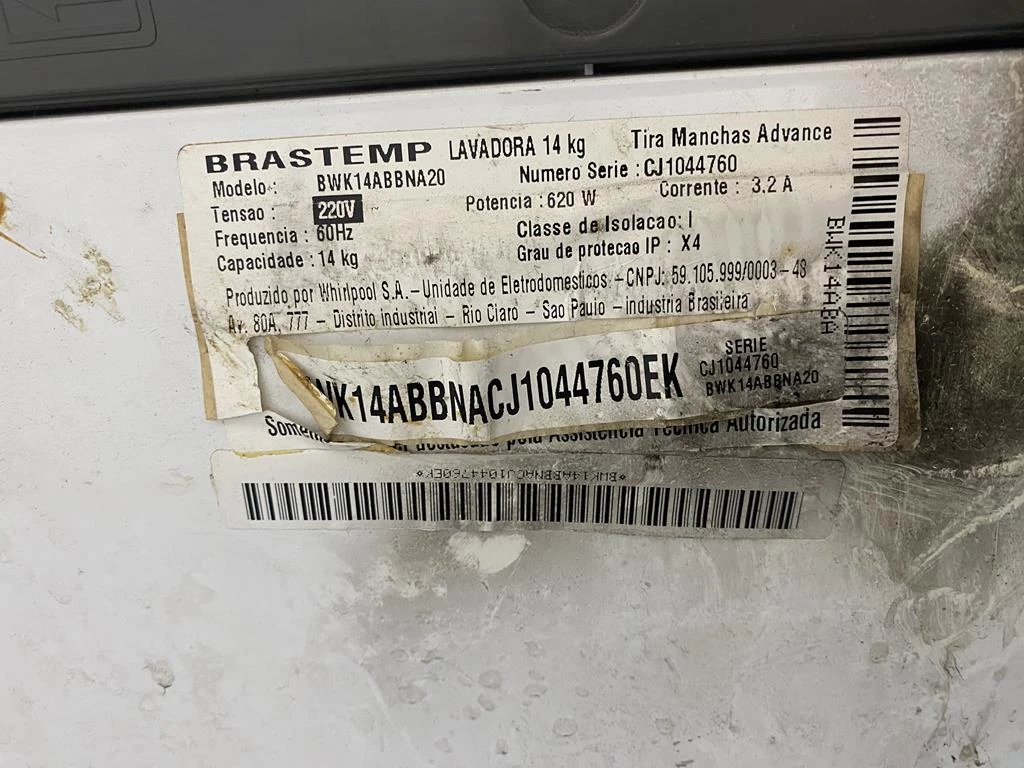 BRASTEMP LAVADORA 14 kg Tira Manchas Advance
Modelo : BWK14ABBNA20 Numero Serie : CJ1044760
Tensao : 220V Potencia : 620 W Corrente : 3.2 A
Frequencia : 60Hz Classe de Isolacao: I
Capacidade : 14 kg Grau de protecao IP : X4
Produzido por Whirlpool S.A. - Unidade de Eletrodomesticos - CNPJ: 59.105.999/0003-48
Av. 80A, 777 - Distrito industrial - Rio Claro - Sao Paulo - industria Brasileira
WK14ABBNACJ1044760EK
SERIE
CJ1044760
BWK14ABBNA20
pela Assistencia Tecnica Autorizada
*BWK14ABBNACJ1044760EK*